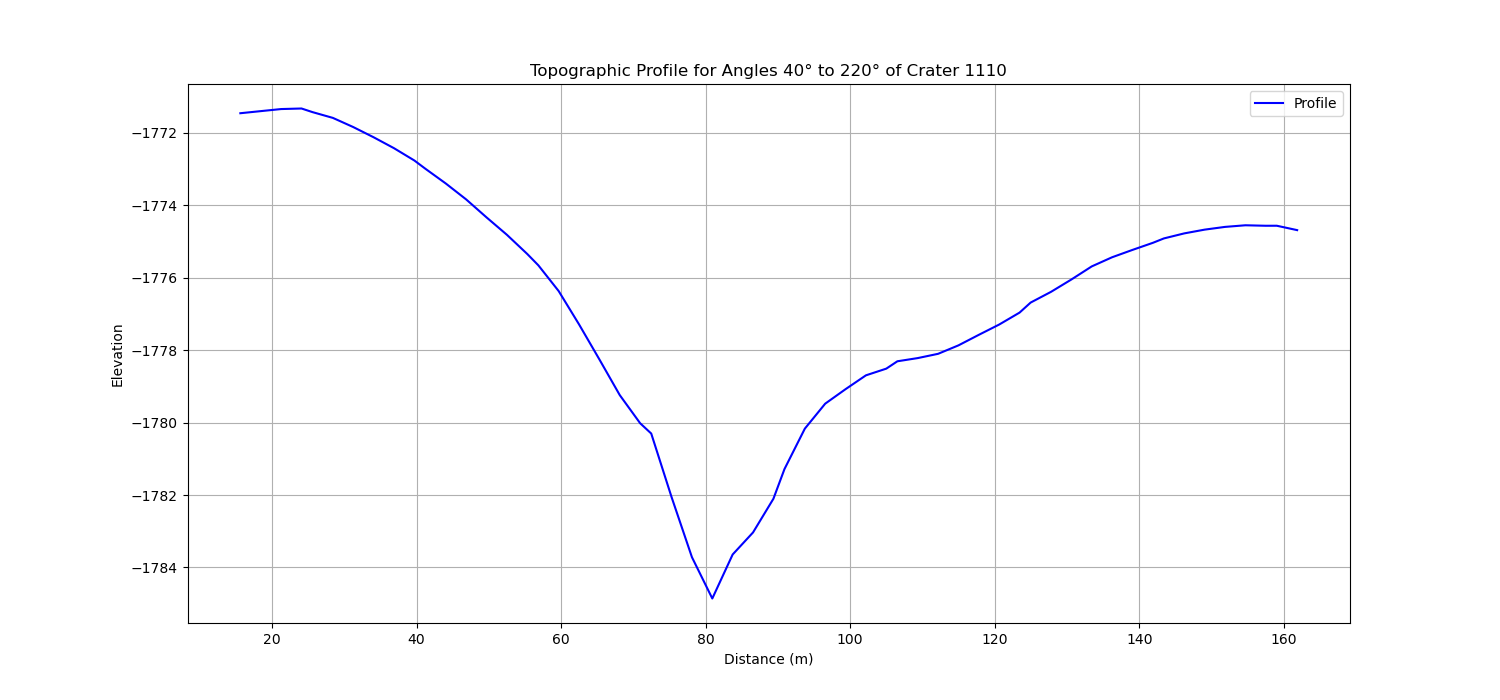 Topographic Profile for Angles 40° to 220° of Crater 1110
Profile
Elevation
−1772
−1774
−1776
−1778
−1780
−1782
−1784
20 40 60 80 100 120 140 160
Distance (m)